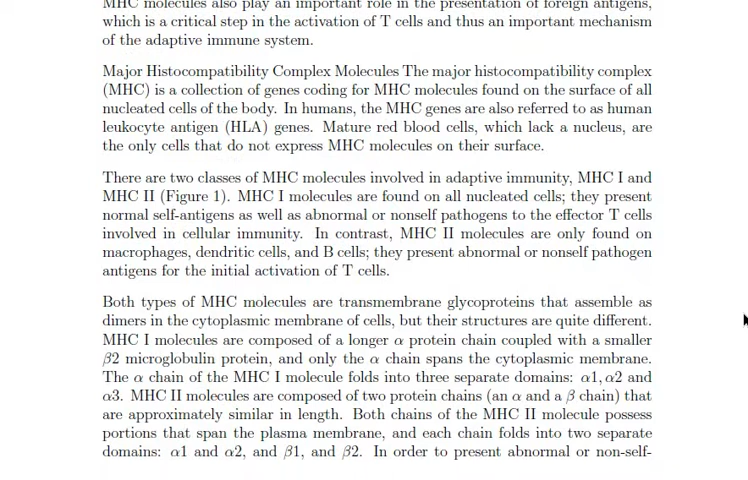 MHC molecules also play an important role in the presentation of foreign antigens,
which is a critical step in the activation of T cells and thus an important mechanism
of the adaptive immune system.
Major Histocompatibility Complex Molecules The major histocompatibility complex
(MHC) is a collection of genes coding for MHC molecules found on the surface of all
nucleated cells of the body. In humans, the MHC genes are also referred to as human
leukocyte antigen (HLA) genes. Mature red blood cells, which lack a nucleus, are
the only cells that do not express MHC molecules on their surface.
There are two classes of MHC molecules involved in adaptive immunity, MHC I and
MHC II (Figure 1). MHC I molecules are found on all nucleated cells; they present
normal self-antigens as well as abnormal or nonself pathogens to the effector T cells
involved in cellular immunity. In contrast, MHC II molecules are only found on
macrophages, dendritic cells, and B cells; they present abnormal or nonself pathogen
antigens for the initial activation of T cells.
Both types of MHC molecules are transmembrane glycoproteins that assemble as
dimers in the cytoplasmic membrane of cells, but their structures are quite different.
MHC I molecules are composed of a longer α protein chain coupled with a smaller
β2 microglobulin protein, and only the α chain spans the cytoplasmic membrane.
The α chain of the MHC I molecule folds into three separate domains: α1, α2 and
α3. MHC II molecules are composed of two protein chains (an α and a β chain) that
are approximately similar in length. Both chains of the MHC II molecule possess
portions that span the plasma membrane, and each chain folds into two separate
domains: α1 and α2, and β1, and β2. In order to present abnormal or non-self-